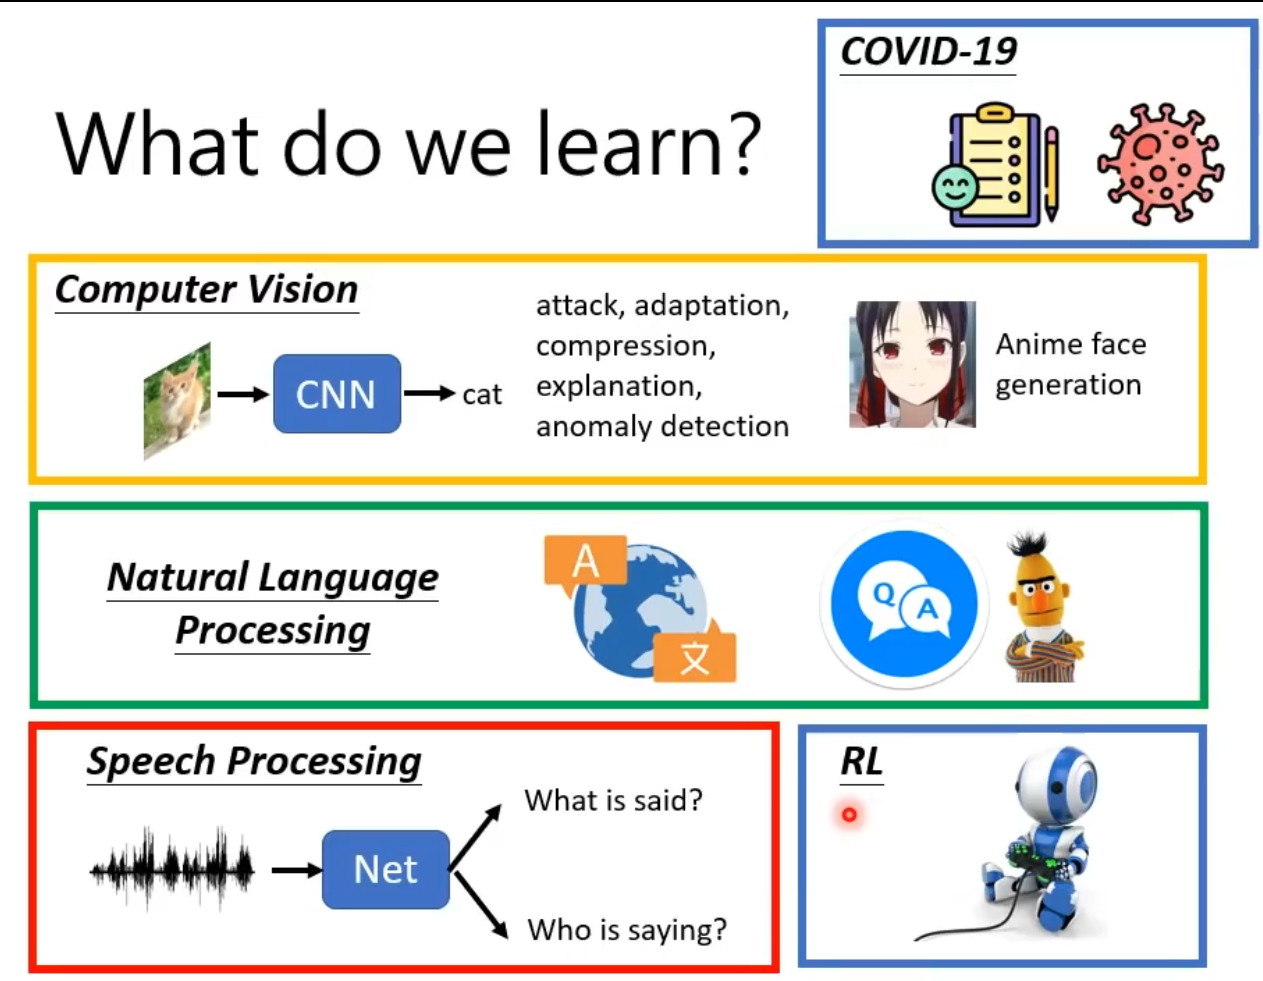 What do we learn?
COVID-19
Computer Vision
CNN
cat
attack, adaptation,
compression,
explanation,
anomaly detection
Anime face
generation
Natural Language
Processing
A
文
Q
A
Speech Processing
Net
What is said?
Who is saying?
RL